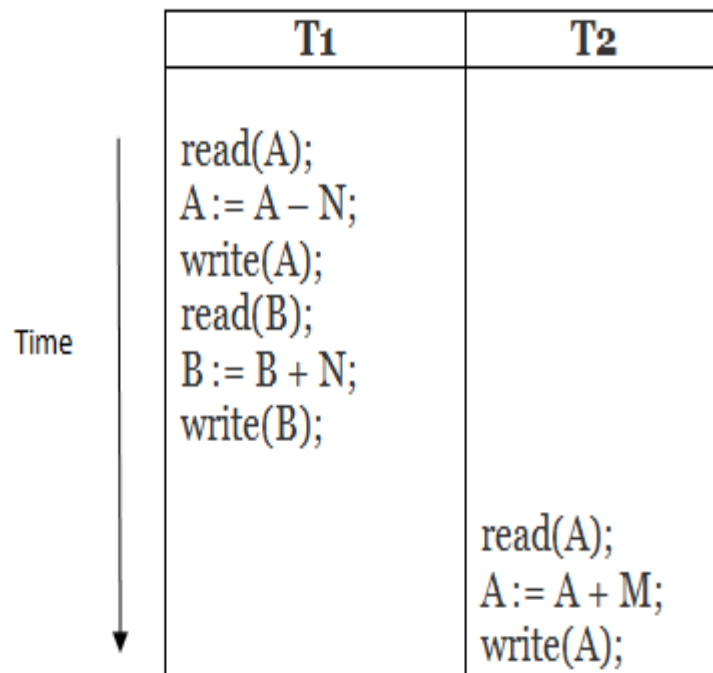 T1 T2
read(A);
A := A – N;
write(A);
read(B);
Time
B := B + N;
write(B);
read(A);
A := A + M;
write(A);